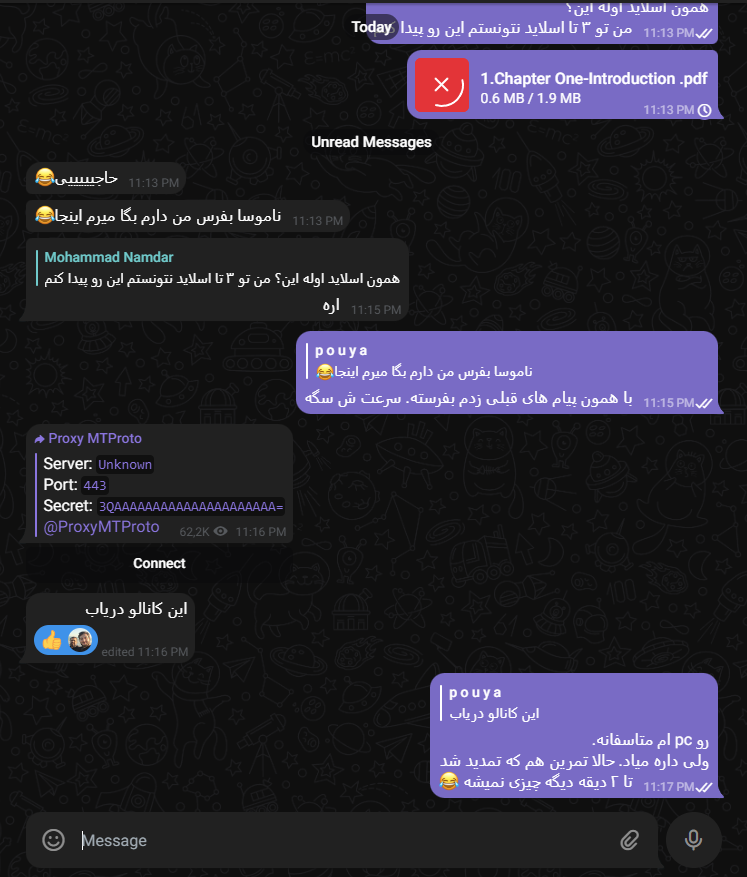 همون اسلاید اوله این؟
Today
من تو ۳ تا اسلاید نتونستم این رو پیدا
11:13 PM
1.Chapter One-Introduction .pdf
0.6 MB / 1.9 MB
11:13 PM
Unread Messages
حاجیییییی😂 11:13 PM
ناموسا بفرس من دارم بگا میرم اینجا😂 11:13 PM
Mohammad Namdar
همون اسلاید اوله این؟ من تو ۳ تا اسلاید نتونستم این رو پیدا کنم
اره 11:15 PM
pouya
ناموسا بفرس من دارم بگا میرم اینجا😂
با همون پیام های قبلی زدم بفرسته. سرعت ش سگه 11:15 PM
Proxy MTProto
Server: Unknown
Port: 443
Secret: 3QAAAAAAAAAAAAAAAAAAAAA=
@ProxyMTProto 62,2K 11:16 PM
Connect
این کانالو دریاب
👍 edited 11:16 PM
pouya
این کانالو دریاب
رو pc ام متاسفانه.
ولی داره میاد. حالا تمرین هم که تمدید شد
تا ۲ دیقه دیگه چیزی نمیشه 😂 11:17 PM
Message